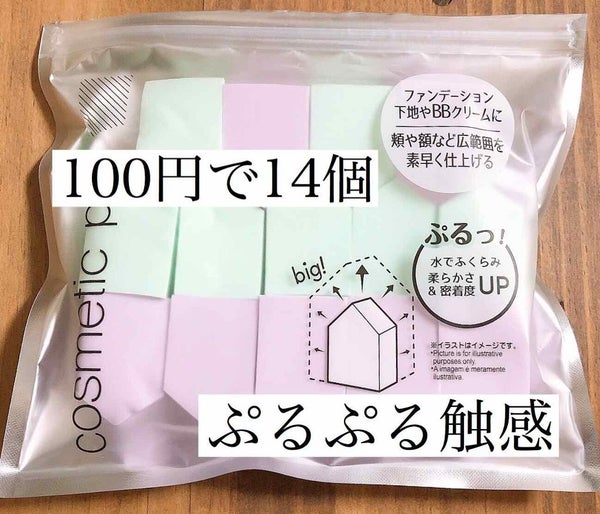 ファンデーション
下地やBBクリームに
頬や額など広範囲を
素早く仕上げる
100円で14個
cosmetic p
ぷるっ!
水でふくらみ
柔らかさ
&密着度 UP
big!
※イラストはイメージです。
•Picture is for illustrative
purposes only.
•A imagem é meramente
illustrativa.
ぷるぷる触感